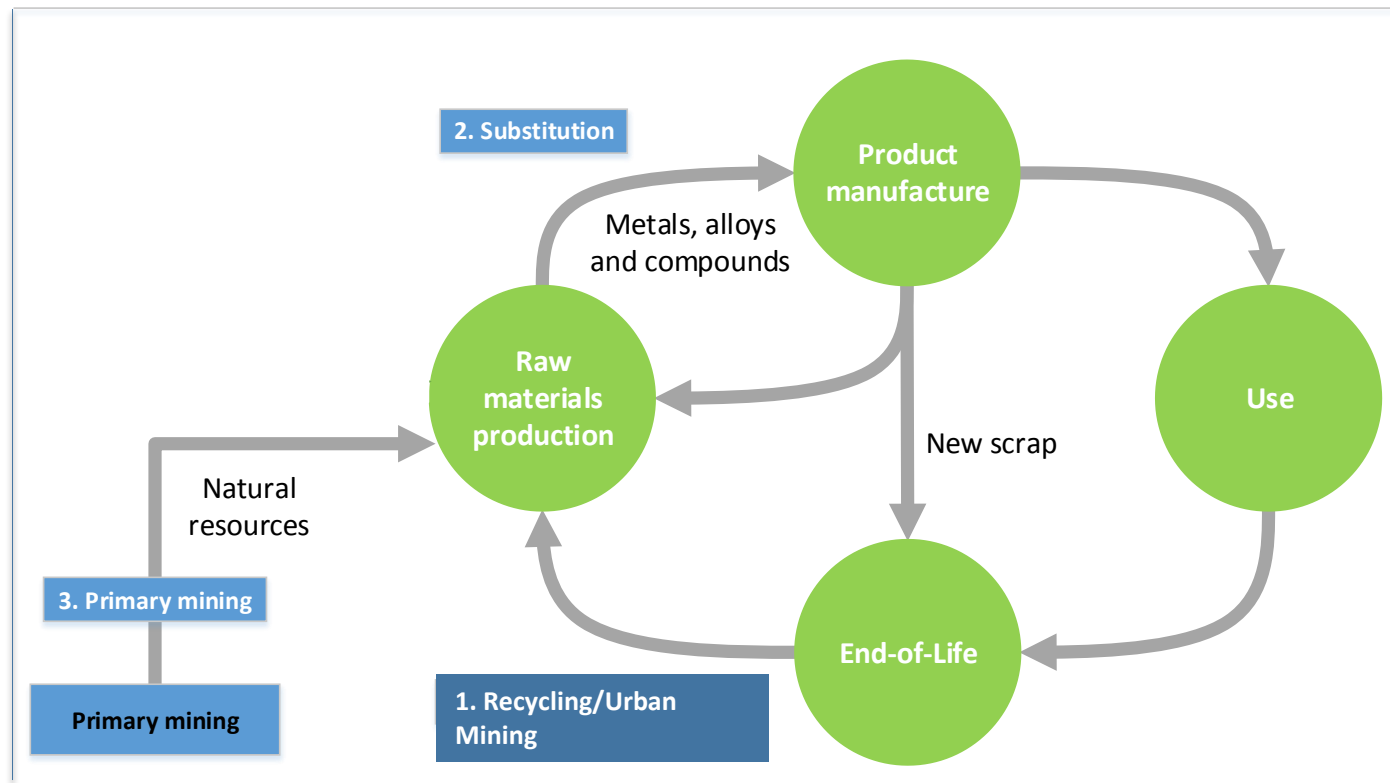 2. Substitution
Product
manufacture
Metals, alloys
and compounds
Raw
materials
production
Use
New scrap
Natural
resources
3. Primary mining
End-of-Life
1. Recycling/Urban
Mining
Primary mining